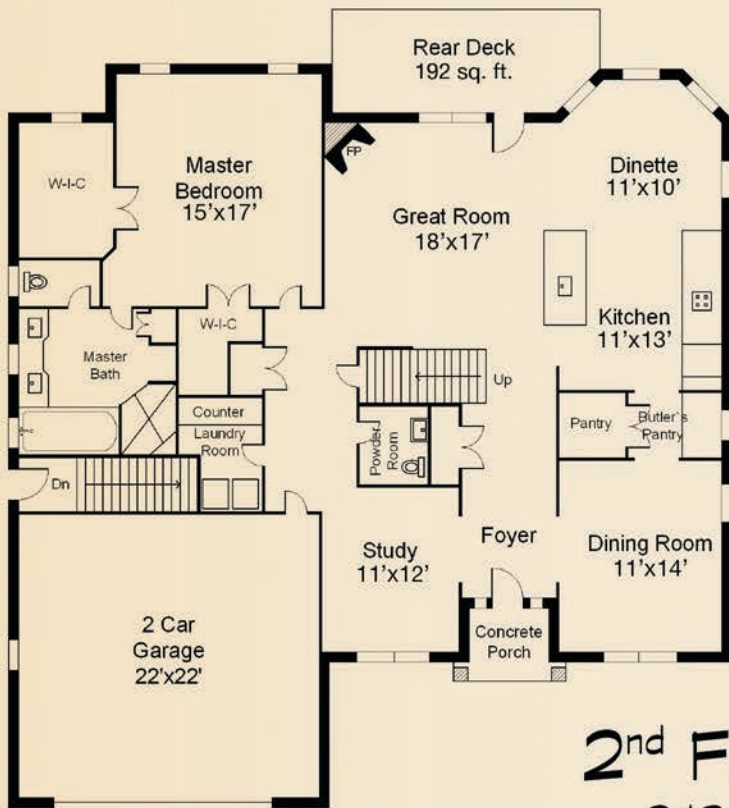 Rear Deck
192 sq. ft.
Master
Bedroom
15'x17'
W-I-C
FP
Great Room
18'x17'
Dinette
11'x10'
Kitchen
11'x13'
W-I-C
Master
Bath
Up
Counter
Laundry
Room
Powder
Room
Pantry
Butler's
Pantry
Dn
Study
11'x12'
Foyer
Dining Room
11'x14'
2 Car
Garage
22'x22'
Concrete
Porch
2nd F